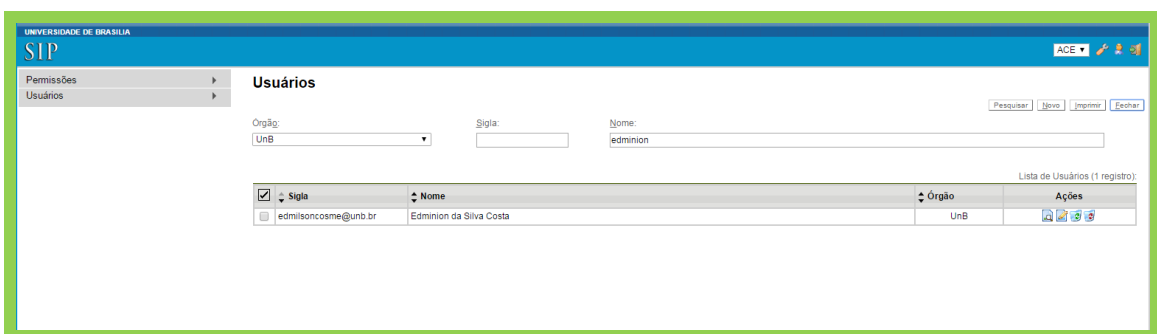 UNIVERSIDADE DE BRASILIA
SIP
ACE
Permissões
Usuários
Usuários
Pesquisar Novo Imprimir Fechar
Órgão: Sigla: Nome:
UnB edminion
Lista de Usuários (1 registro):
Sigla Nome Órgão Ações
edmilsoncosme@unb.br Edminion da Silva Costa UnB